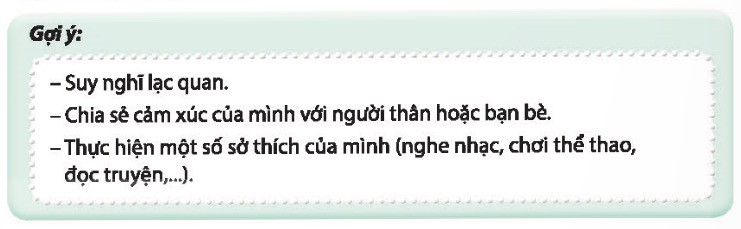 Gợi ý:
– Suy nghĩ lạc quan.
– Chia sẻ cảm xúc của mình với người thân hoặc bạn bè.
– Thực hiện một số sở thích của mình (nghe nhạc, chơi thể thao,
đọc truyện,...).